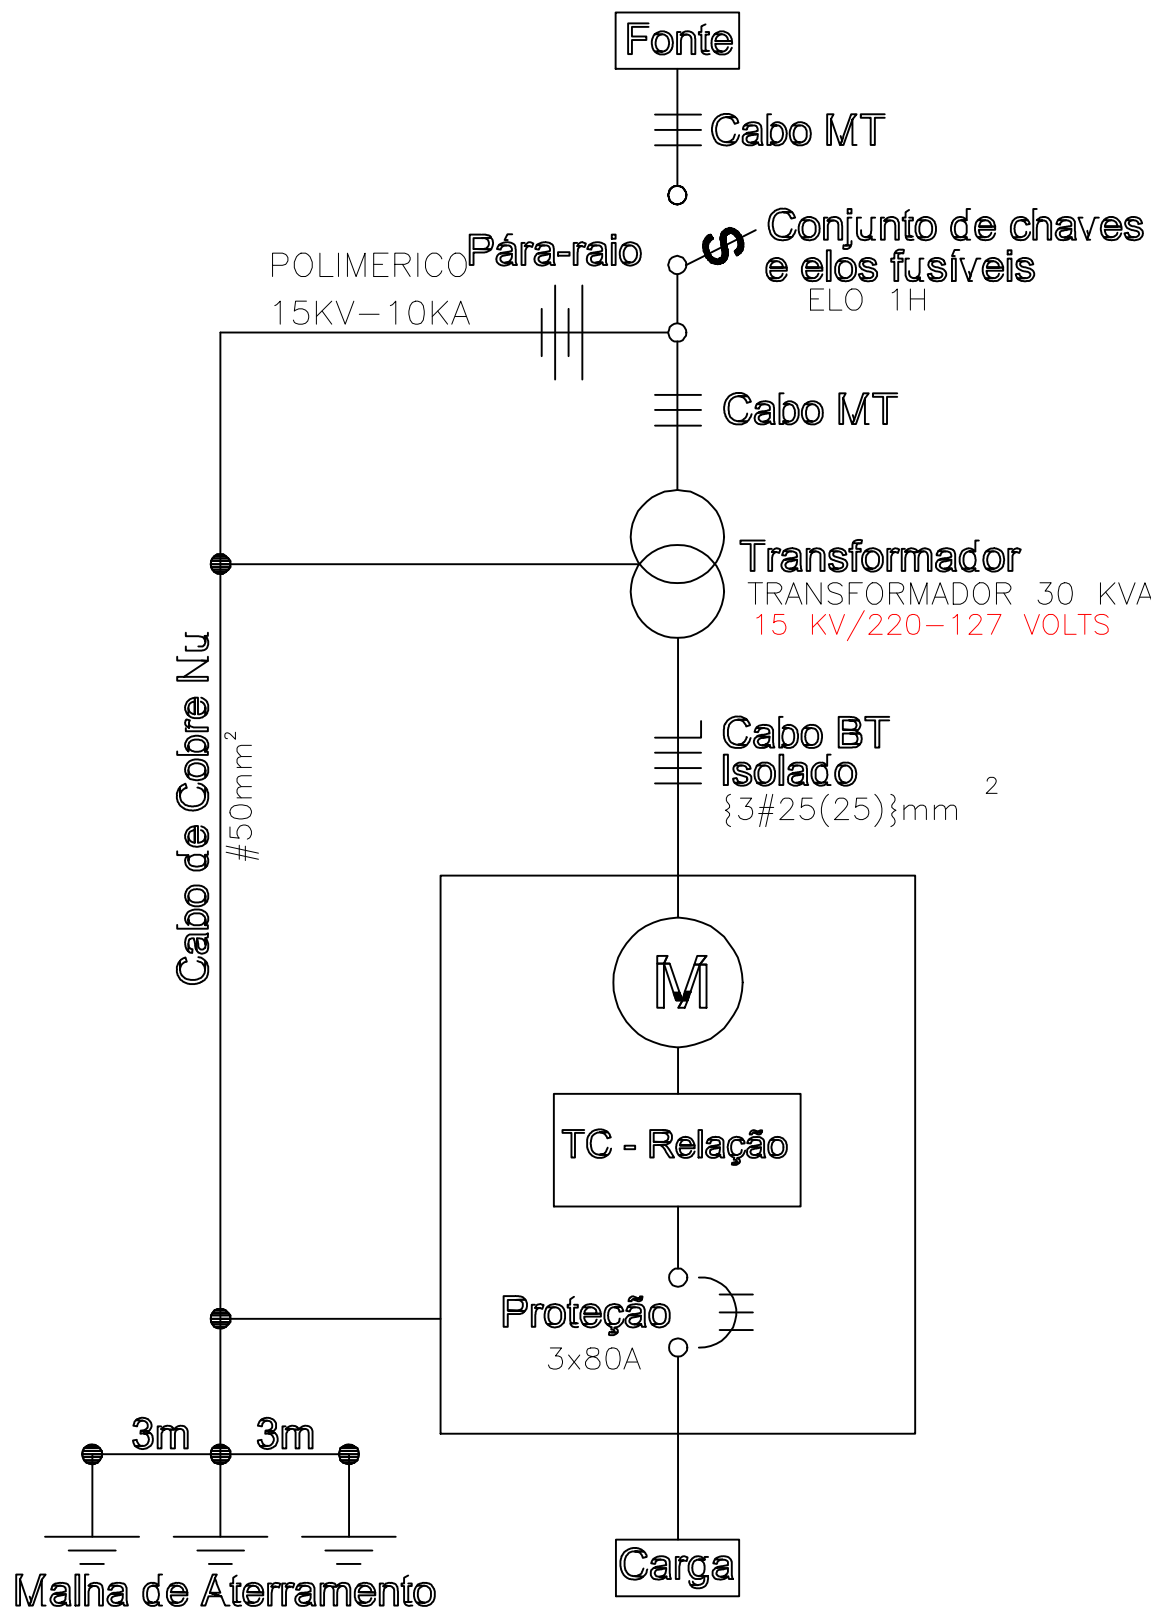 Fonte
Cabo MT
Conjunto de chaves
e elos fusíveis
ELO 1H
Pára-raio
POLIMERICO
15KV-10KA
Cabo MT
Transformador
TRANSFORMADOR 30 KVA
15 KV/220-127 VOLTS
Cabo de Cobre Nu
#50mm²
Cabo BT
Isolado
{3#25(25)}mm 2
M
TC - Relação
Proteção
3x80A
3m 3m
Malha de Aterramento
Carga